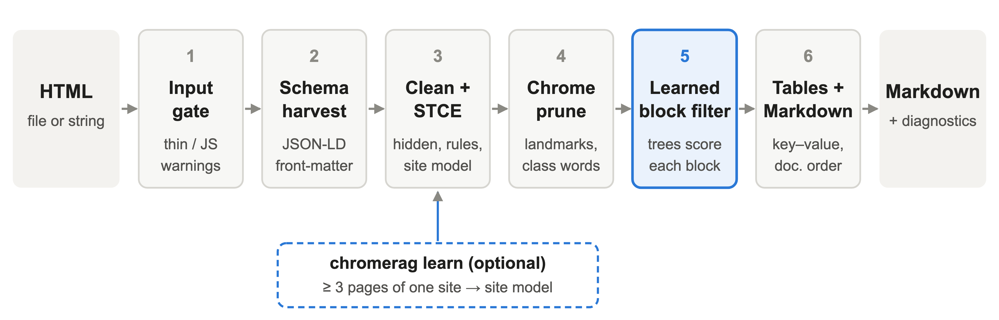 HTML
file or string
1
Input
gate
thin / JS
warnings
2
Schema
harvest
JSON-LD
front-matter
3
Clean +
STCE
hidden, rules,
site model
4
Chrome
prune
landmarks,
class words
5
Learned
block filter
trees score
each block
6
Tables +
Markdown
key–value,
doc. order
Markdown
+ diagnostics
chromerag learn (optional)
≥ 3 pages of one site → site model